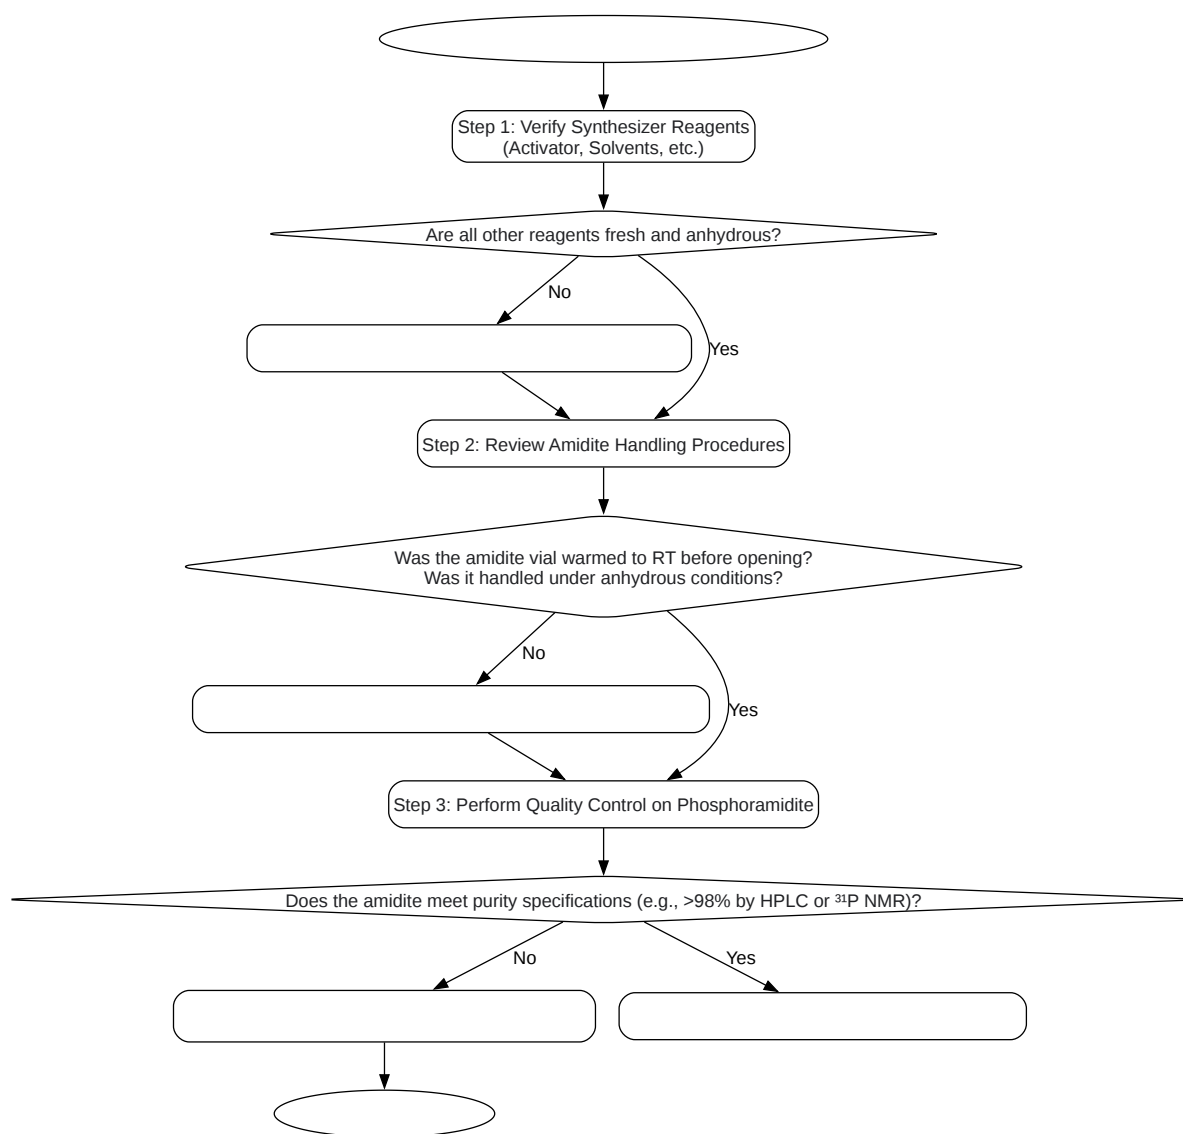 Step 1: Verify Synthesizer Reagents
(Activator, Solvents, etc.)
Are all other reagents fresh and anhydrous?
No
Yes
Step 2: Review Amidite Handling Procedures
Was the amidite vial warmed to RT before opening?
Was it handled under anhydrous conditions?
No
Yes
Step 3: Perform Quality Control on Phosphoramidite
Does the amidite meet purity specifications (e.g., >98% by HPLC or ³¹P NMR)?
No
Yes